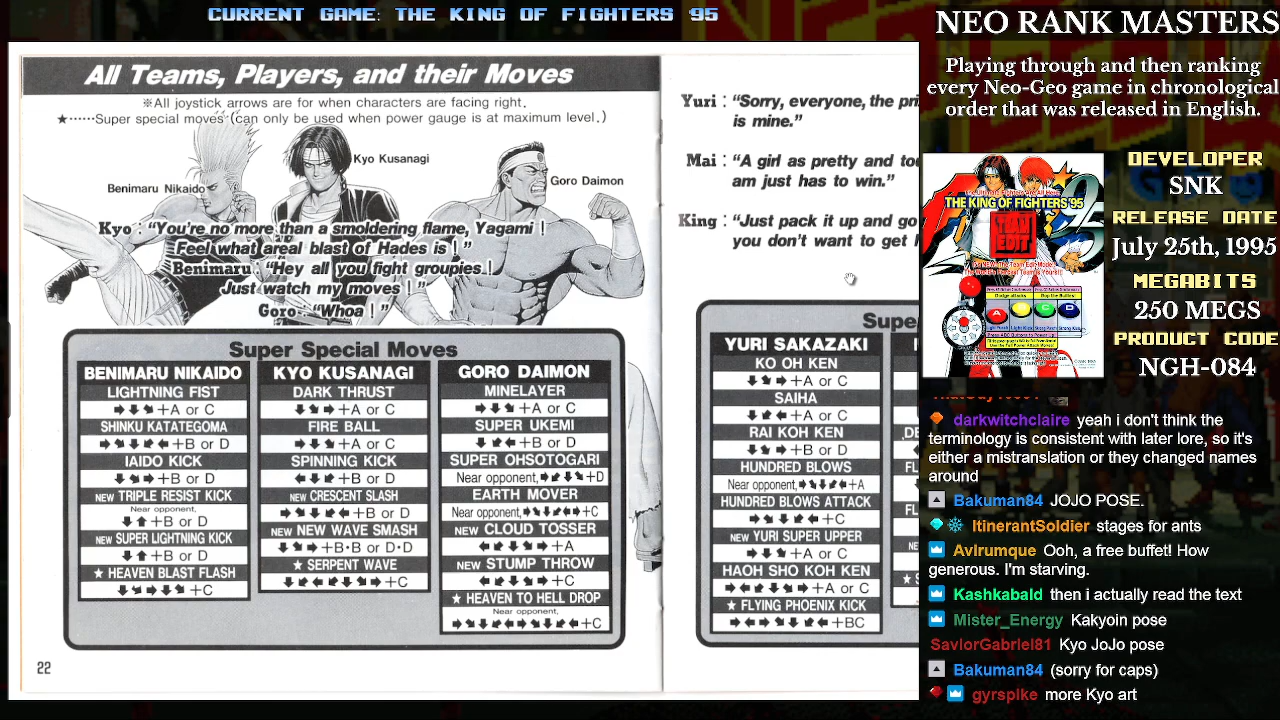 CURRENT GAME: THE KING OF FIGHTERS 95
All Teams, Players, and their Moves
※All joystick arrows are for when characters are facing right.
★······Super special moves (can only be used when power gauge is at maximum level.)
Kyo Kusanagi
Benimaru Nikaido
Goro Daimon
Kyo : “You're no more than a smoldering flame, Yagami !
Feel what areal blast of Hades is !”
Benimaru : “Hey all you fight groupies !
Just watch my moves !”
Goro : “Whoa !”
Super Special Moves
BENIMARU NIKAIDO
LIGHTNING FIST
➡⬇⬊+A or C
SHINKU KATATEGOMA
➡⬊⬇⬋⬅+B or D
IAIDO KICK
⬇⬊➡+B or D
NEW TRIPLE RESIST KICK
Near opponent,
⬇⬆+B or D
NEW SUPER LIGHTNING KICK
⬇⬆+B or D
★ HEAVEN BLAST FLASH
⬇⬊➡⬇⬊➡+C
KYO KUSANAGI
DARK THRUST
⬇⬊➡+A or C
FIRE BALL
➡⬇⬊+A or C
SPINNING KICK
⬅⬇⬋+B or D
NEW CRESCENT SLASH
➡⬊⬇⬋⬅+B or D
NEW NEW WAVE SMASH
⬇⬊➡+B·B or D·D
★ SERPENT WAVE
⬇⬋⬅⬋⬇⬊➡+C
GORO DAIMON
MINELAYER
➡⬇⬊+A or C
SUPER UKEMI
⬇⬋⬅+B or D
SUPER OHSOTOGARI
Near opponent,➡⬊⬇⬋⬅+D
EARTH MOVER
Near opponent,➡⬊⬇⬋⬅➡+C
NEW CLOUD TOSSER
⬅⬋⬇⬊➡+A
NEW STUMP THROW
⬅⬋⬇⬊➡+C
★ HEAVEN TO HELL DROP
Near opponent,
➡⬊⬇⬋⬅➡⬊⬇⬋⬅+C
22
Yuri : “Sorry, everyone, the pri
is mine.”
Mai : “A girl as pretty and tou
am just has to win.”
King : “Just pack it up and go
you don't want to get
Supe
YURI SAKAZAKI
KO OH KEN
⬇⬊➡+A or C
SAIHA
⬇⬋⬅+A or C
RAI KOH KEN
⬇⬊➡+B or D
HUNDRED BLOWS
Near opponent,➡⬊⬇⬋⬅+A
HUNDRED BLOWS ATTACK
➡⬊⬇⬋⬅+C
NEW YURI SUPER UPPER
➡⬇⬊+A or C
HAOH SHO KOH KEN
➡⬅⬋⬇⬊➡+A or C
★ FLYING PHOENIX KICK
➡⬅➡⬊⬇⬋⬅+BC
NEO RANK MASTERS
Playing through and then ranking
every Neo-Geo game in chronological
order that was released in English.
THE KING OF FIGHTERS '95
TEAM
EDIT
DEVELOPER
SNK
RELEASE DATE
July 25th, 1995
MEGABITS
250 MEGS
PRODUCT CODE
NGH-084
darkwitchclaire yeah i don't think the
terminology is consistent with later lore, so it's
either a mistranslation or they changed names
around
Bakuman84 JOJO POSE.
ItinerantSoldier stages for ants
Avirumque Ooh, a free buffet! How
generous. I'm starving.
Kashkabald then i actually read the text
Mister_Energy Kakyoin pose
SaviorGabriel81 Kyo JoJo pose
Bakuman84 (sorry for caps)
gyrspike more Kyo art